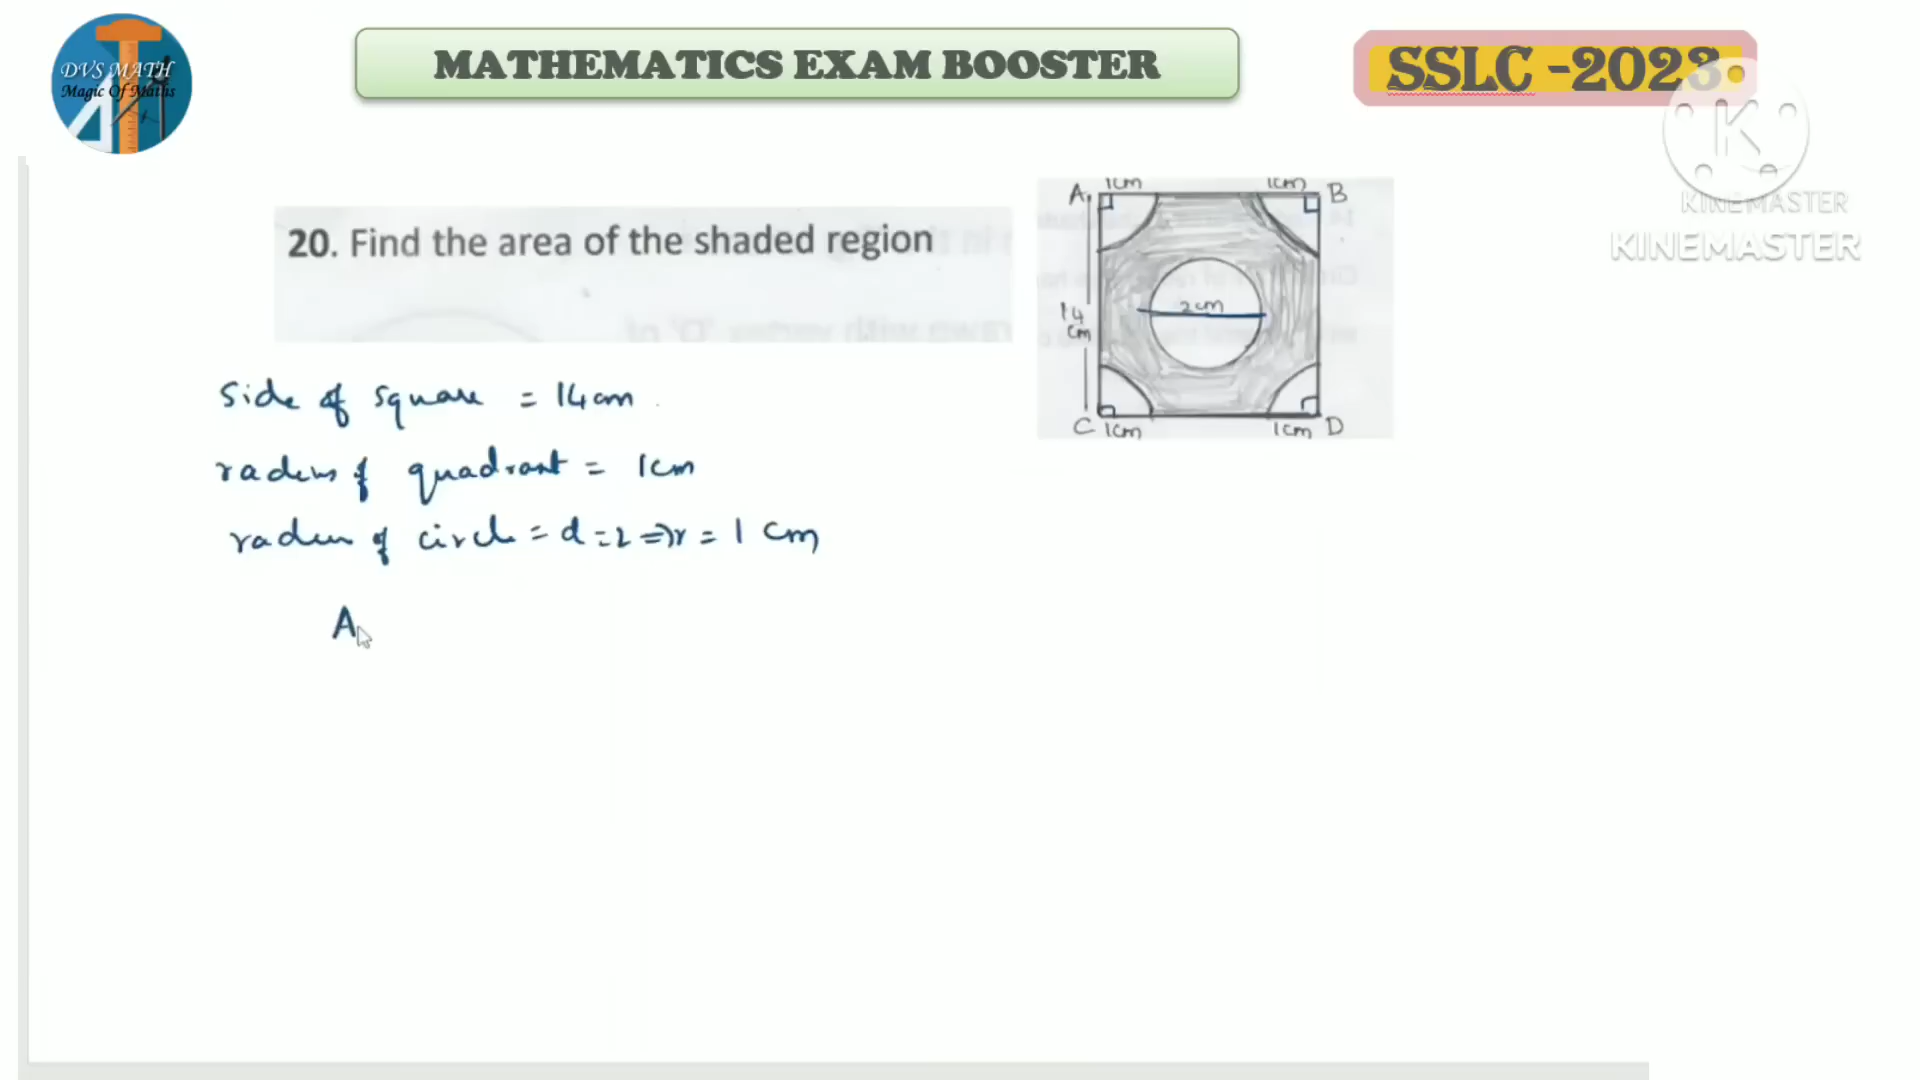 DVS MATH
Magic Of Maths
MATHEMATICS EXAM BOOSTER
SSLC -2023
KINEMASTER
KINEMASTER
20. Find the area of the shaded region
A 1cm 1cm B
2cm
14
cm
C 1cm 1cm D
Side of square = 14cm
radius of quadrant = 1cm
radius of circle = d=2 ⇒ r = 1 cm
A